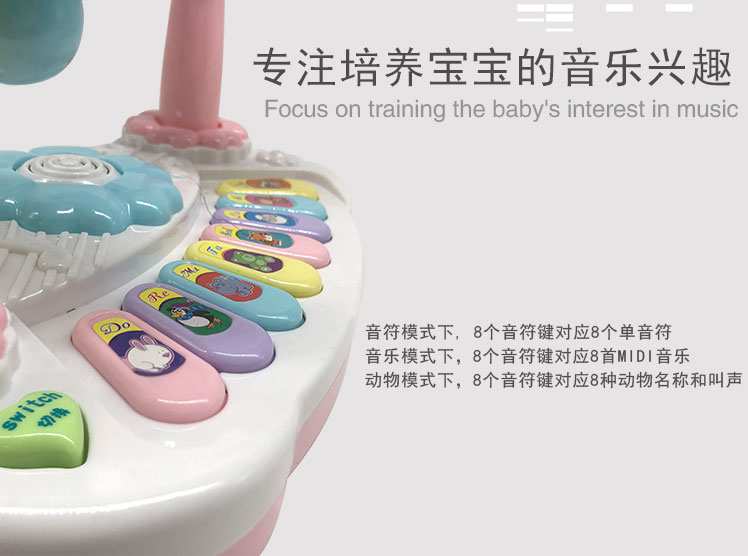 专注培养宝宝的音乐兴趣
Focus on training the baby's interest in music
音符模式下，8个音符键对应8个单音符
音乐模式下，8个音符键对应8首MIDI音乐
动物模式下，8个音符键对应8种动物名称和叫声
Fa
Mi
Re
Do
switch
切换